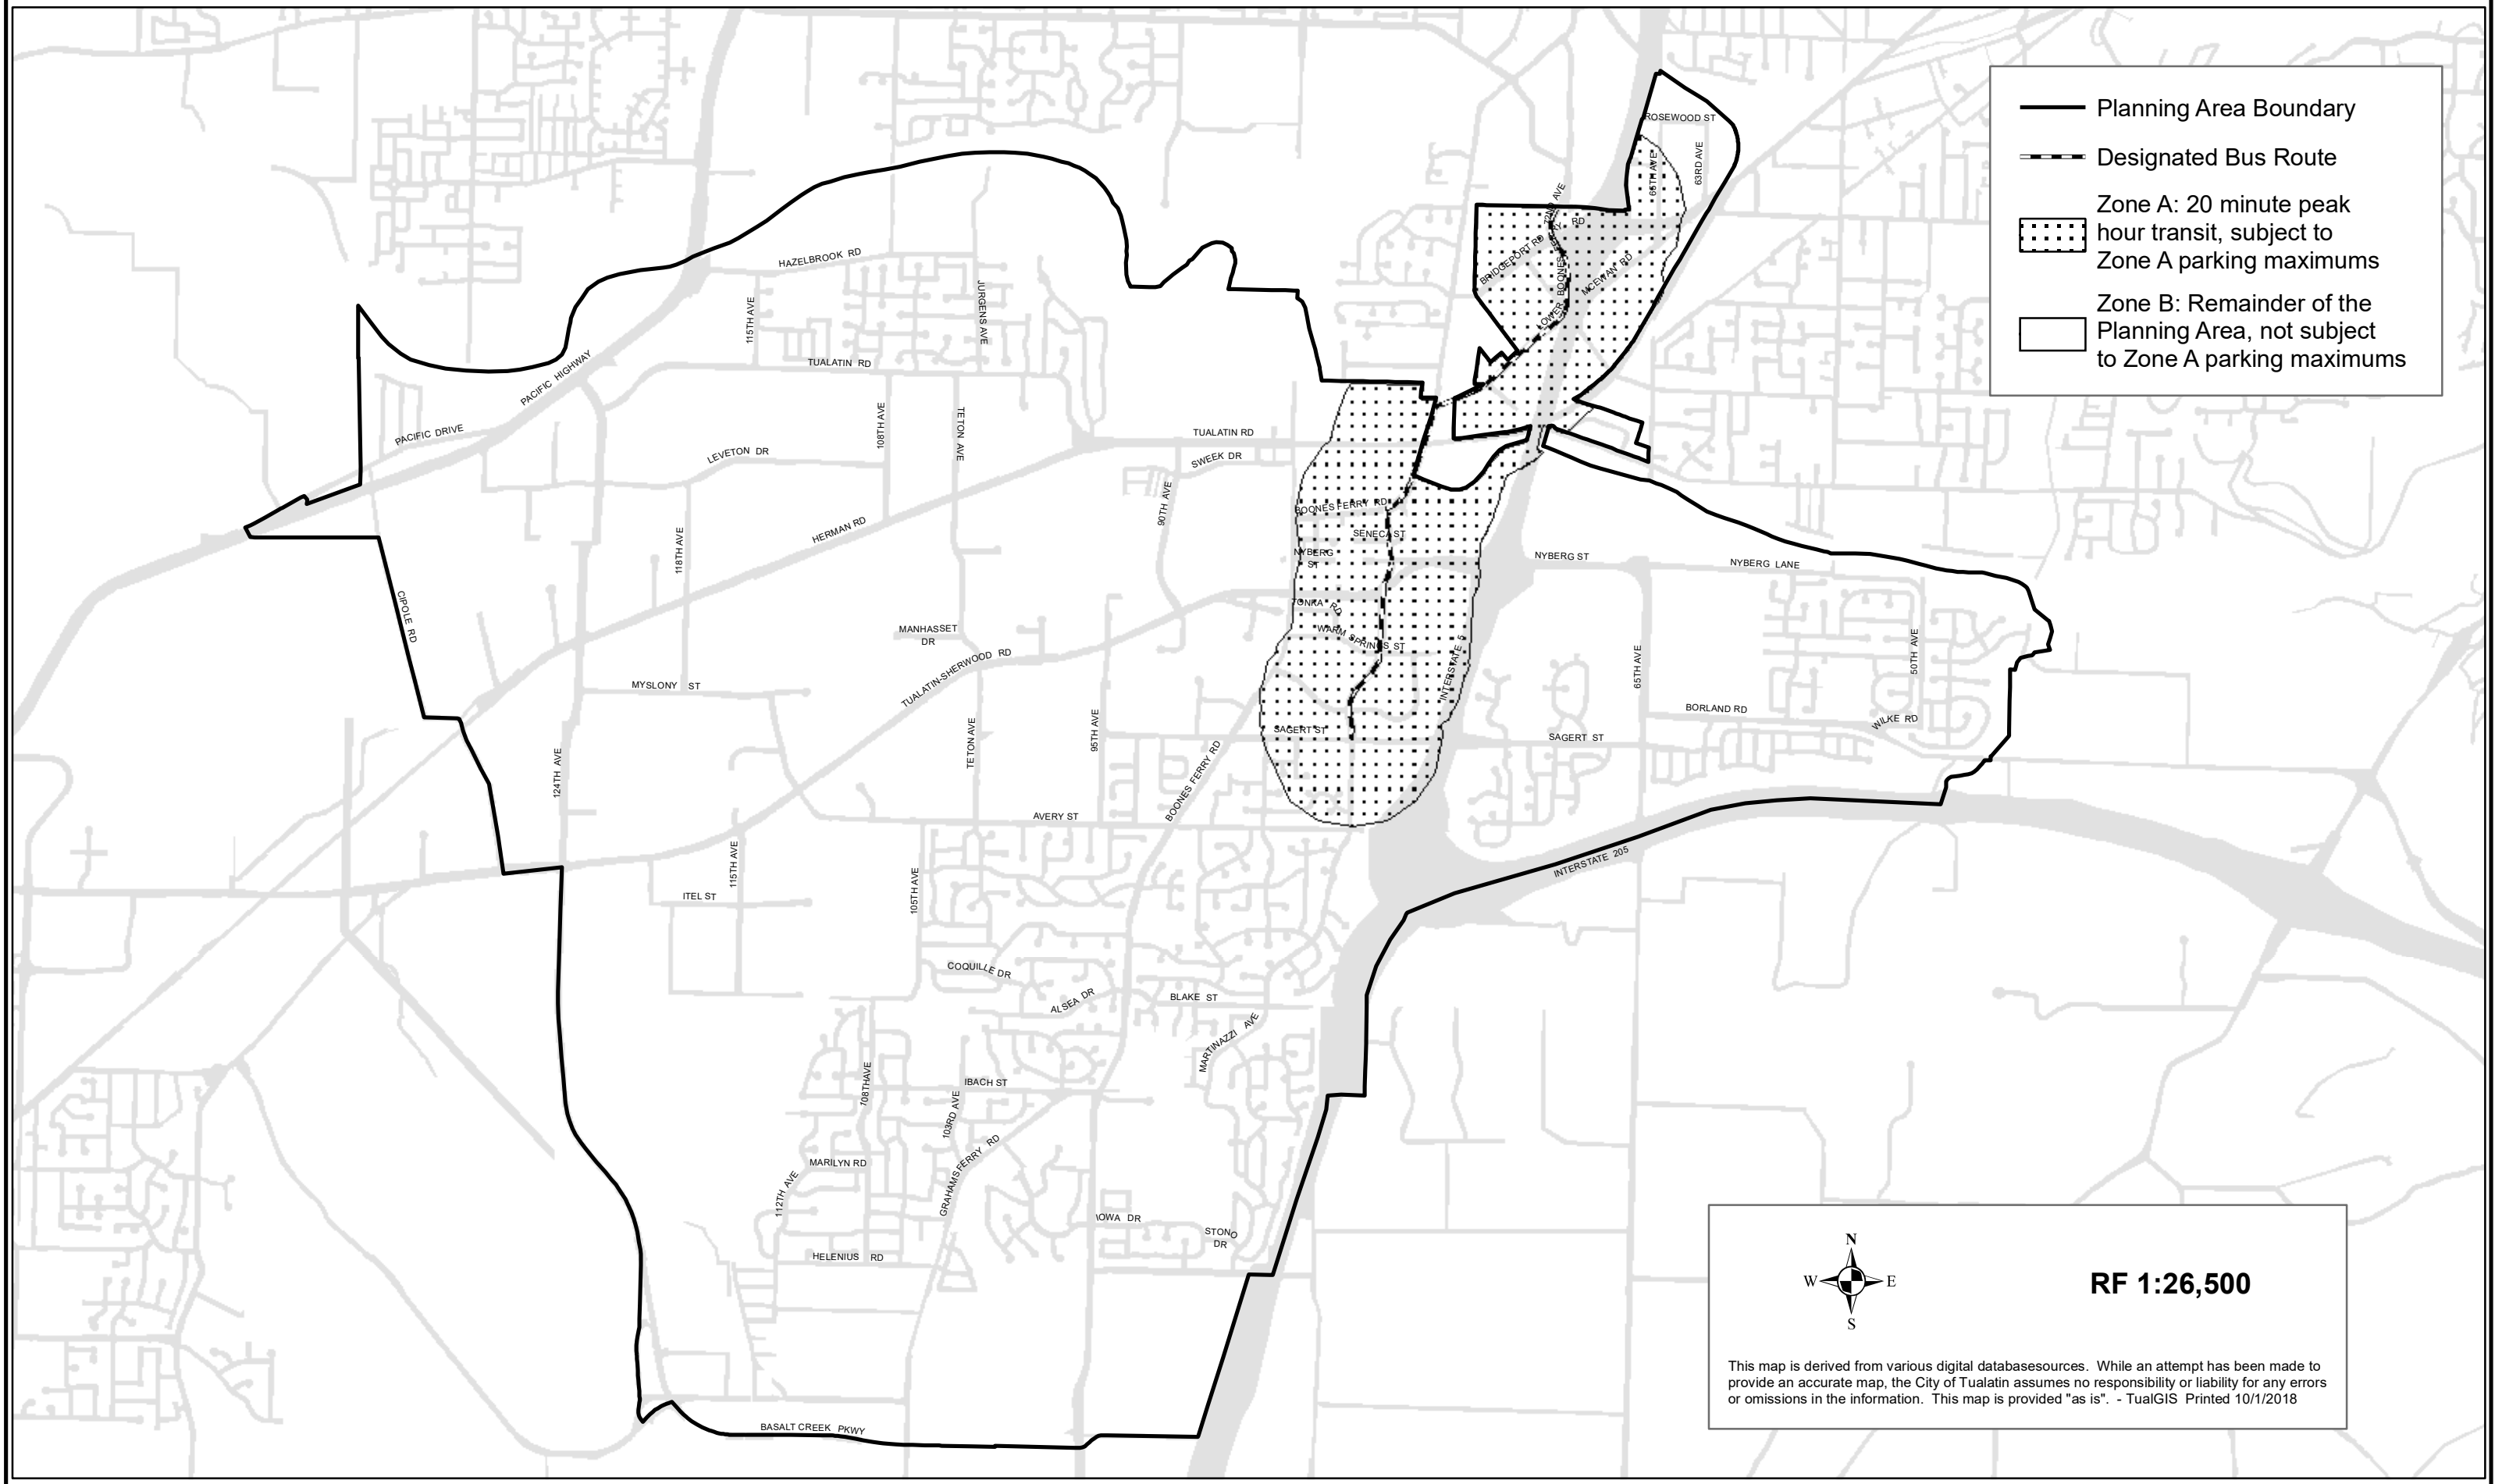 Planning Area Boundary
Designated Bus Route
Zone A: 20 minute peak
hour transit, subject to
Zone A parking maximums
Zone B: Remainder of the
Planning Area, not subject
to Zone A parking maximums
ROSEWOOD ST
65TH AVE
63RD AVE
72ND AVE
BRIDGEPORT RD
RD
LOWER BOONES
MCEWAN RD
HAZELBROOK RD
115TH AVE
JURGENS AVE
TUALATIN RD
PACIFIC HIGHWAY
PACIFIC DRIVE
108TH AVE
TETON AVE
TUALATIN RD
SWEEK DR
LEVETON DR
90TH AVE
HERMAN RD
118TH AVE
BOONES FERRY RD
SENECA ST
NYBERG
ST
NYBERG ST
NYBERG LANE
CIPOLE RD
TONKA RD
WARM SPRINGS ST
MANHASSET
DR
TUALATIN-SHERWOOD RD
INTERSTATE 5
65TH AVE
50TH AVE
MYSLONY ST
BORLAND RD
WILKE RD
TETON AVE
95TH AVE
SAGERT ST
SAGERT ST
124TH AVE
BOONES FERRY RD
AVERY ST
115TH AVE
INTERSTATE 205
ITEL ST
105TH AVE
COQUILLE DR
ALSEA DR
BLAKE ST
MARTINAZZI AVE
108TH AVE
IBACH ST
103RD AVE
GRAHAMS FERRY RD
MARILYN RD
112TH AVE
IOWA DR
STONO
DR
HELENIUS RD
BASALT CREEK PKWY
N
W E
S
RF 1:26,500
This map is derived from various digital databasesources. While an attempt has been made to
provide an accurate map, the City of Tualatin assumes no responsibility or liability for any errors
or omissions in the information. This map is provided "as is". - TualGIS Printed 10/1/2018